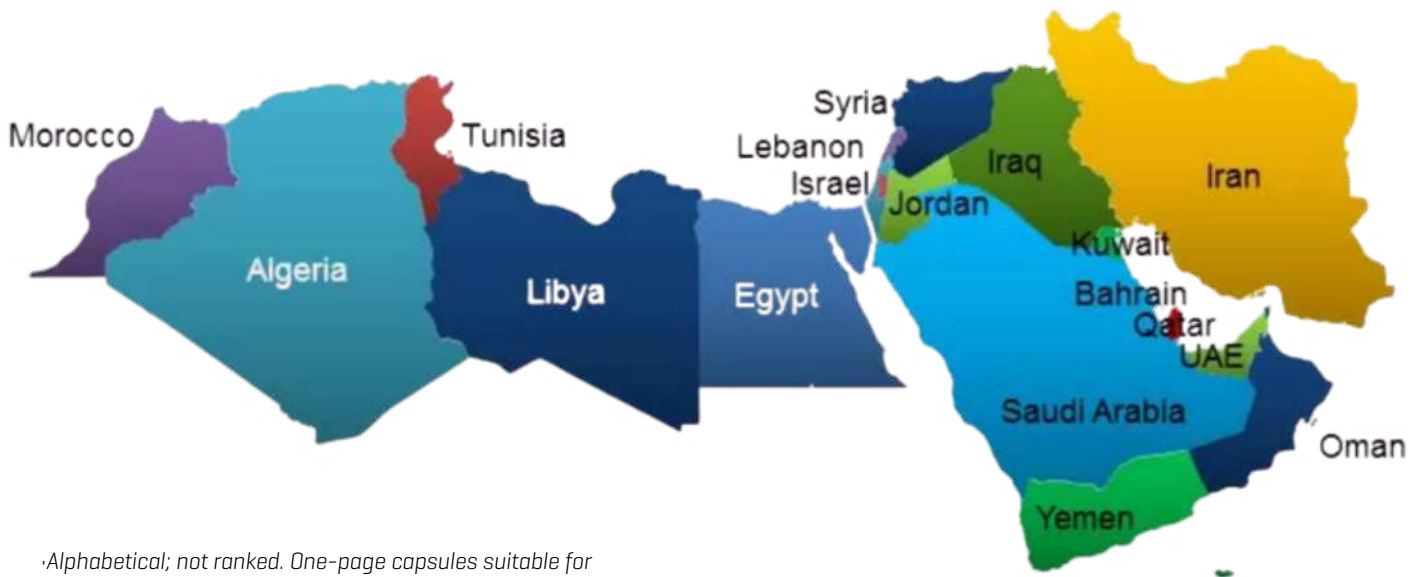 Syria
Morocco
Tunisia
Lebanon
Israel
Iraq
Iran
Jordan
Kuwait
Algeria
Libya
Egypt
Bahrain
Qatar
UAE
Saudi Arabia
Oman
Yemen
·Alphabetical; not ranked. One-page capsules suitable for